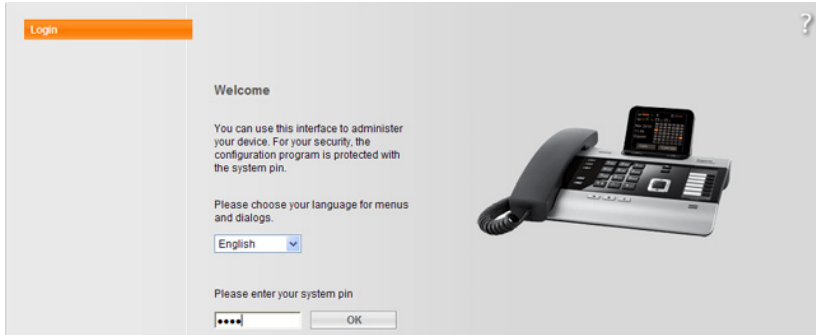 Login
?
Welcome
You can use this interface to administer
your device. For your security, the
configuration program is protected with
the system pin.
Please choose your language for menus
and dialogs.
English
Please enter your system pin
••••
OK